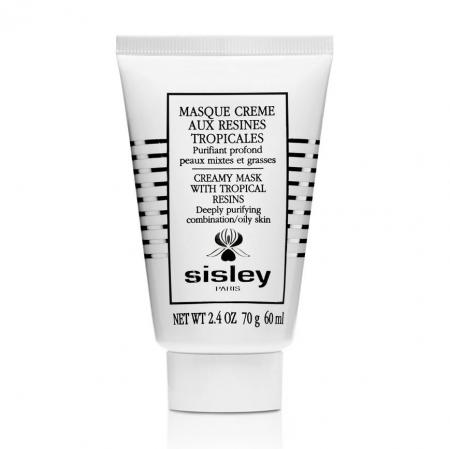 MASQUE CREME
AUX RESINES
TROPICALES
Purifiant profond
peaux mixtes et grasses
CREAMY MASK
WITH TROPICAL
RESINS
Deeply purifying
combination/oily skin
sisley
PARIS
NET WT 2.4 OZ 70 g 60 ml